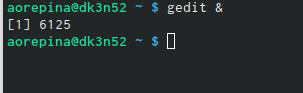 aorepina@dk3n52 ~ $ gedit &
[1] 6125
aorepina@dk3n52 ~ $